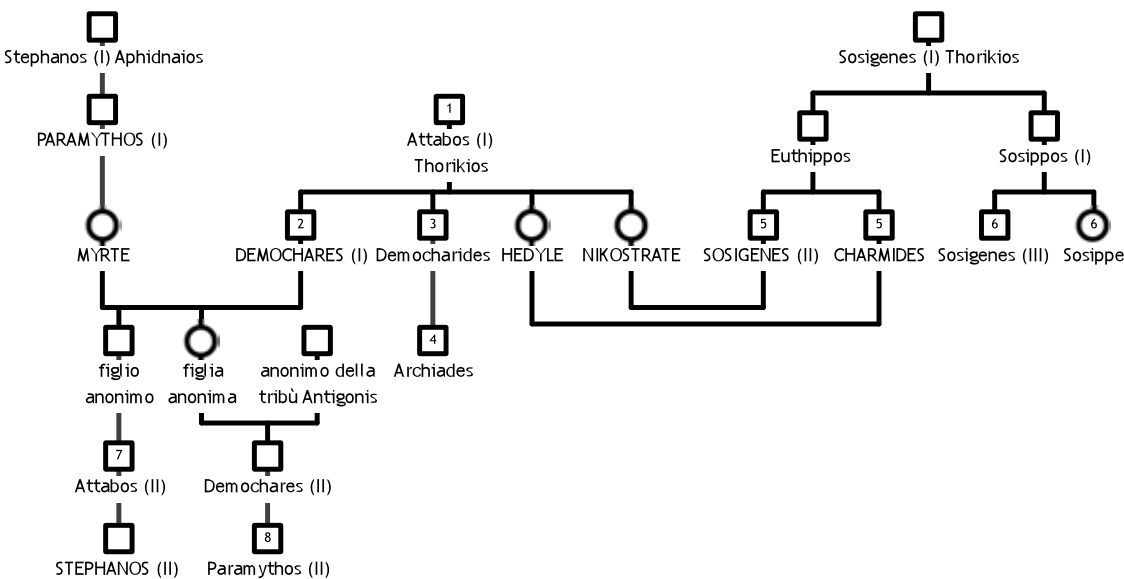 Stephanos (I) Aphidnaios
Sosigenes (I) Thorikios
1
PARAMYTHOS (I)
Attabos (I)
Thorikios
Euthippos
Sosippos (I)
2
3
5
5
6
6
MYRTE
DEMOCHARES (I)
Democharides
HEDYLE
NIKOSTRATE
SOSIGENES (II)
CHARMIDES
Sosigenes (III)
Sosippe
4
figlio
anonimo
figlia
anonima
anonimo della
tribù Antigonis
Archiades
7
Attabos (II)
Demochares (II)
8
STEPHANOS (II)
Paramythos (II)